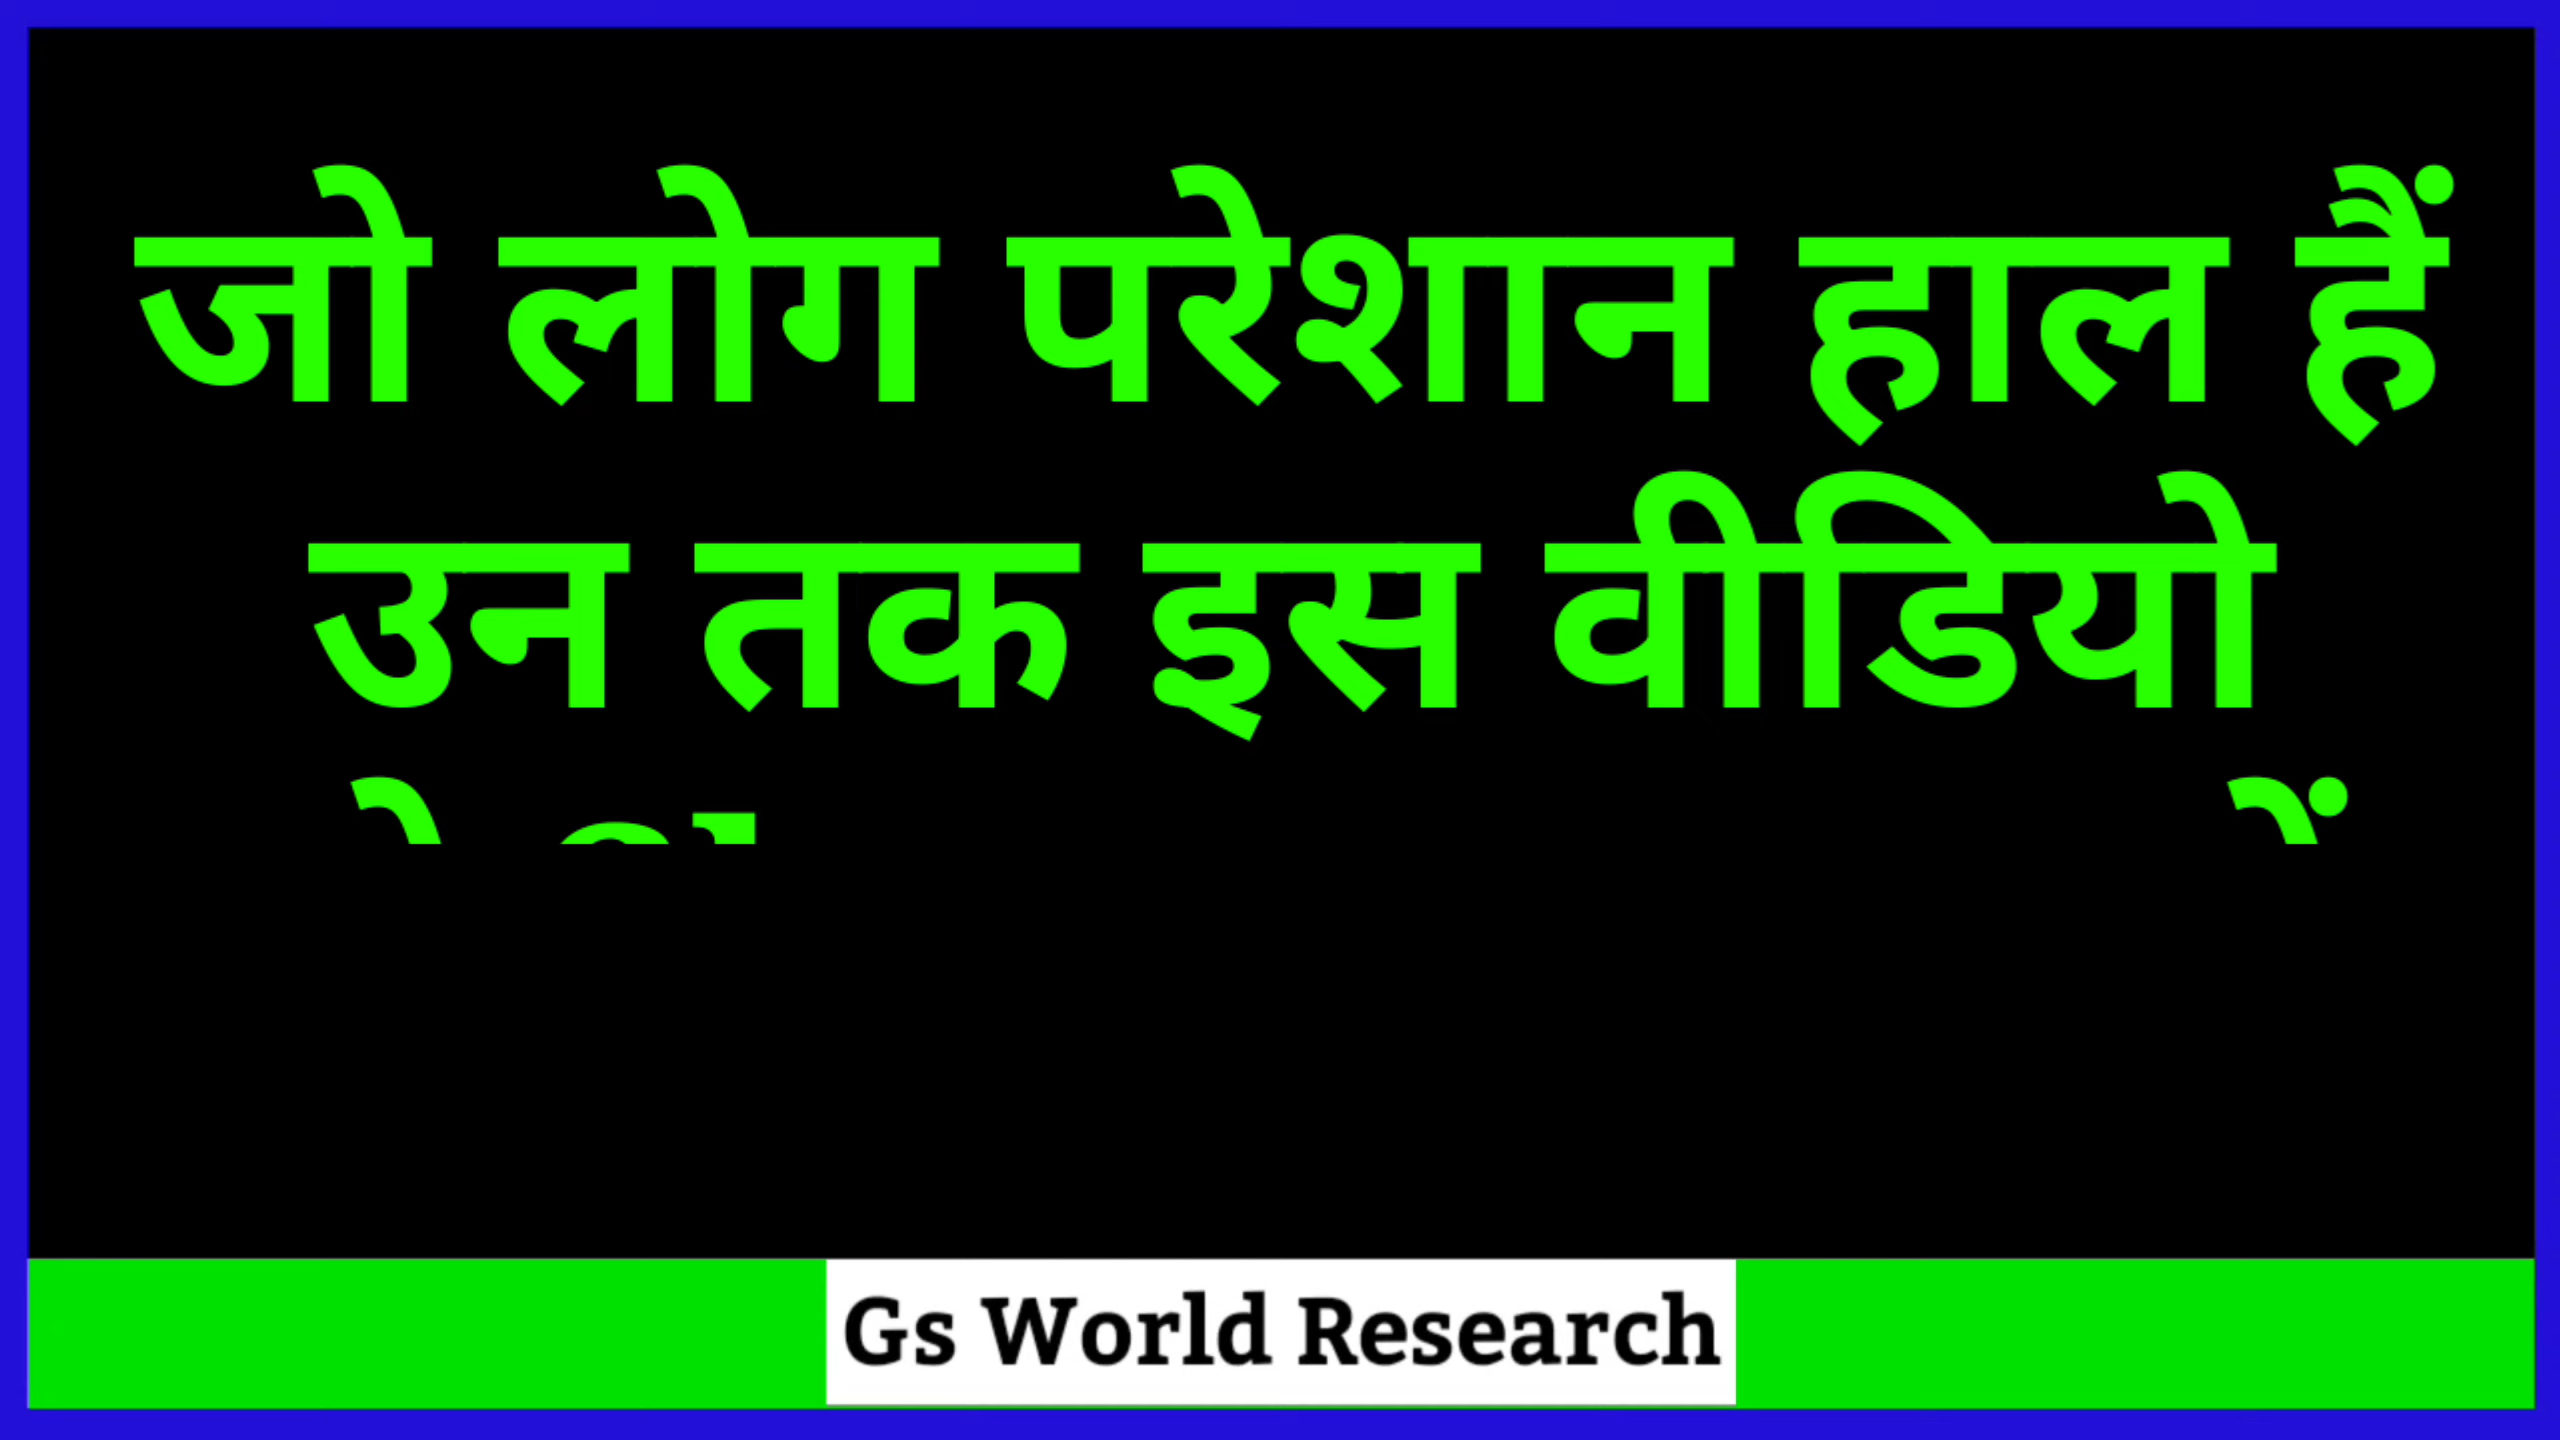 जो लोग परेशान हाल हैं
उन तक इस वीडियो
Gs World Research